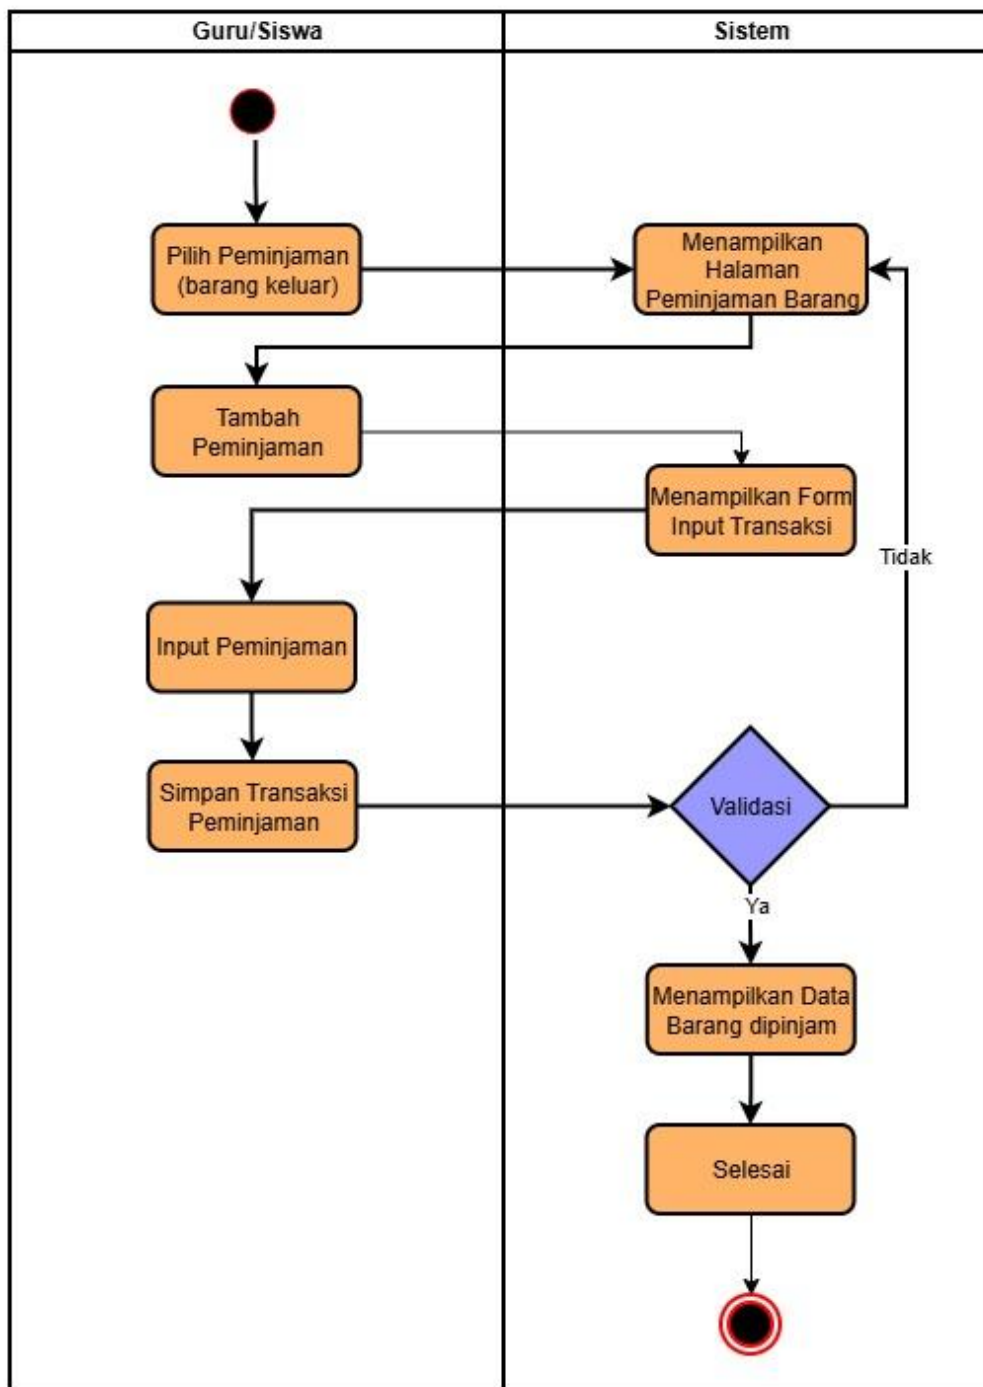 Guru/Siswa
Sistem
Pilih Peminjaman
(barang keluar)
Menampilkan
Halaman
Peminjaman Barang
Tambah
Peminjaman
Menampilkan Form
Input Transaksi
Tidak
Input Peminjaman
Simpan Transaksi
Peminjaman
Validasi
Ya
Menampilkan Data
Barang dipinjam
Selesai